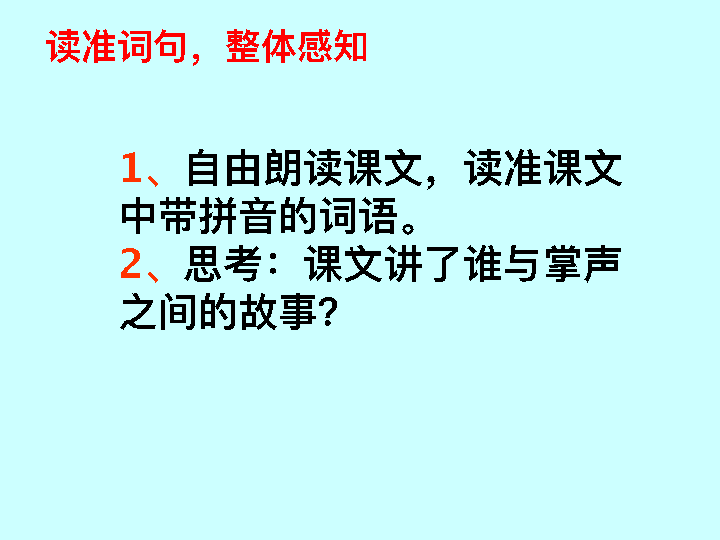 读准词句，整体感知
1、自由朗读课文，读准课文
中带拼音的词语。
2、思考：课文讲了谁与掌声
之间的故事？